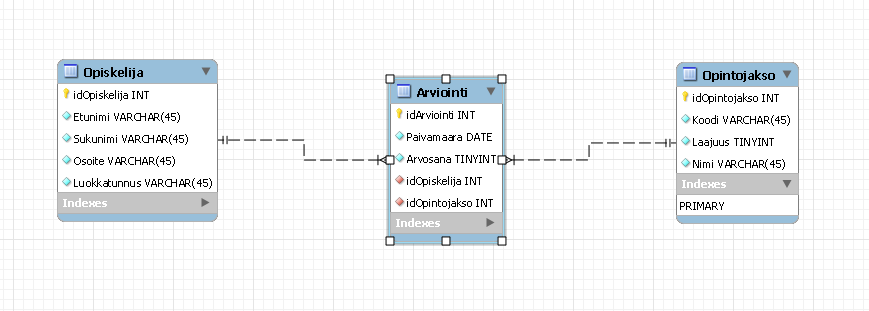 Opiskelija
idOpiskelija INT
Etunimi VARCHAR(45)
Sukunimi VARCHAR(45)
Osoite VARCHAR(45)
Luokkatunnus VARCHAR(45)
Indexes
Arviointi
idArviointi INT
Paivamaara DATE
Arvosana TINYINT
idOpiskelija INT
idOpintojakso INT
Indexes
Opintojakso
idOpintojakso INT
Koodi VARCHAR(45)
Laajuus TINYINT
Nimi VARCHAR(45)
Indexes
PRIMARY